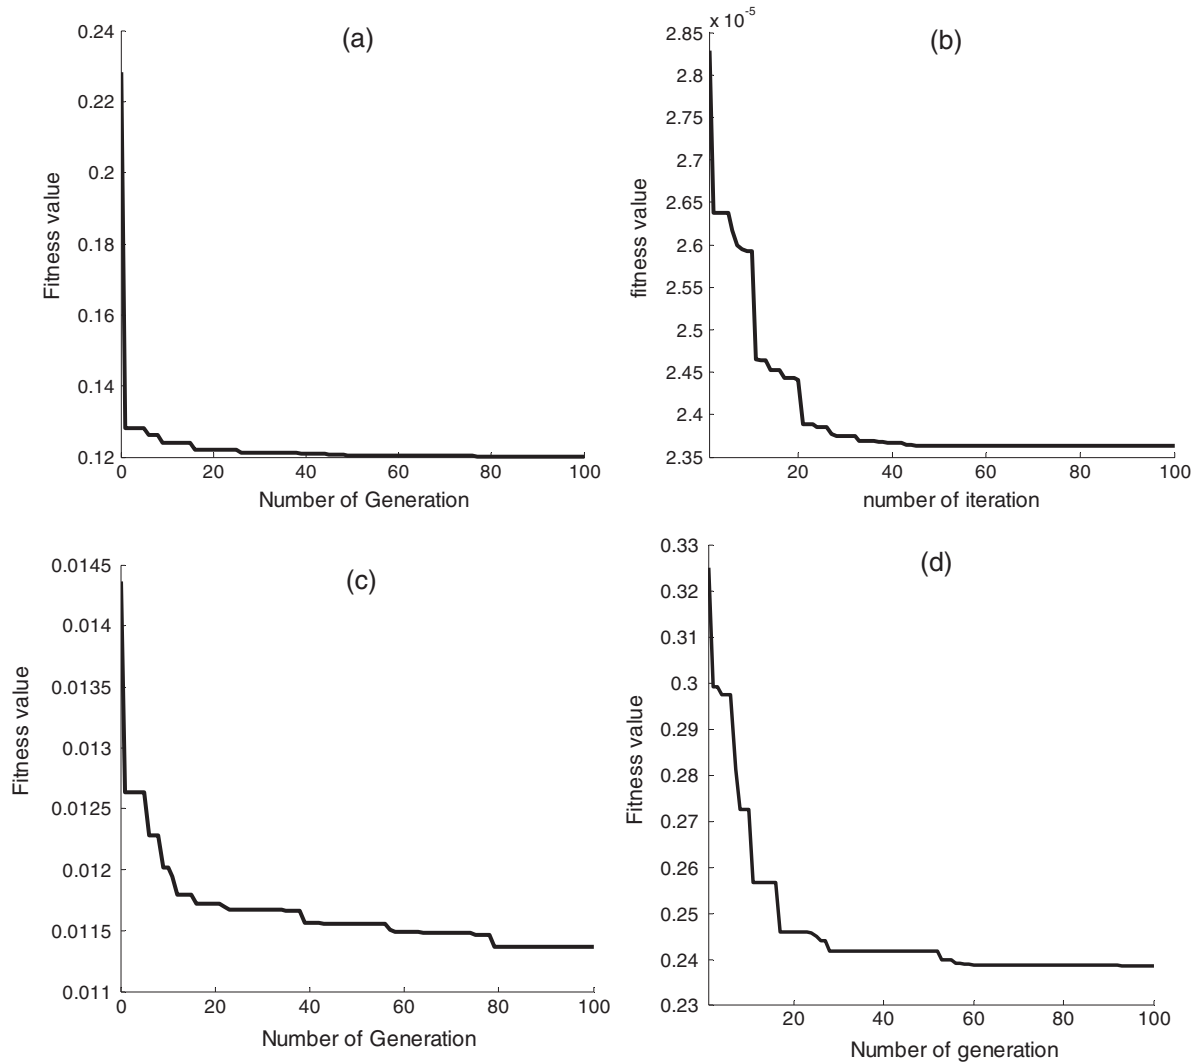 (a)
0.24
0.22
0.2
0.18
0.16
0.14
0.12
Fitness value
0 20 40 60 80 100
Number of Generation
(b)
x 10-5
2.85
2.8
2.75
2.7
2.65
2.6
2.55
2.5
2.45
2.4
2.35
fitness value
20 40 60 80 100
number of iteration
(c)
0.0145
0.014
0.0135
0.013
0.0125
0.012
0.0115
0.011
Fitness value
0 20 40 60 80 100
Number of Generation
(d)
0.33
0.32
0.31
0.3
0.29
0.28
0.27
0.26
0.25
0.24
0.23
Fitness value
20 40 60 80 100
Number of generation